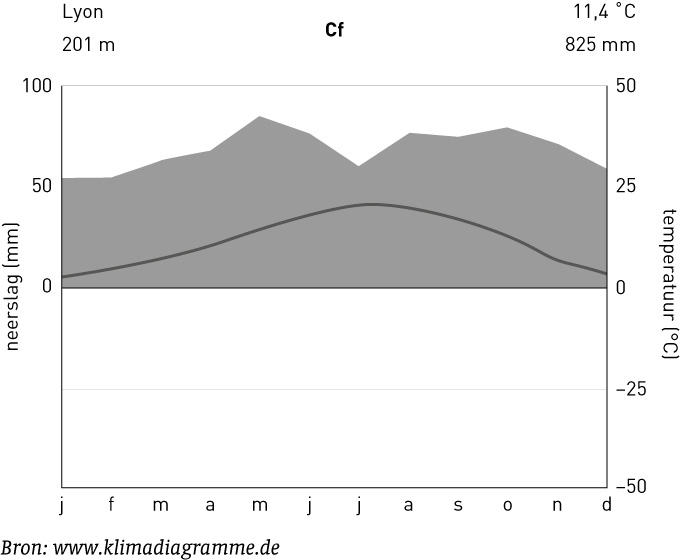 Lyon
201 m
Cf
11,4 °C
825 mm
100
50
0
neerslag (mm)
50
25
0
–25
–50
temperatuur (°C)
j f m a m j j a s o n d
Bron: www.klimadiagramme.de